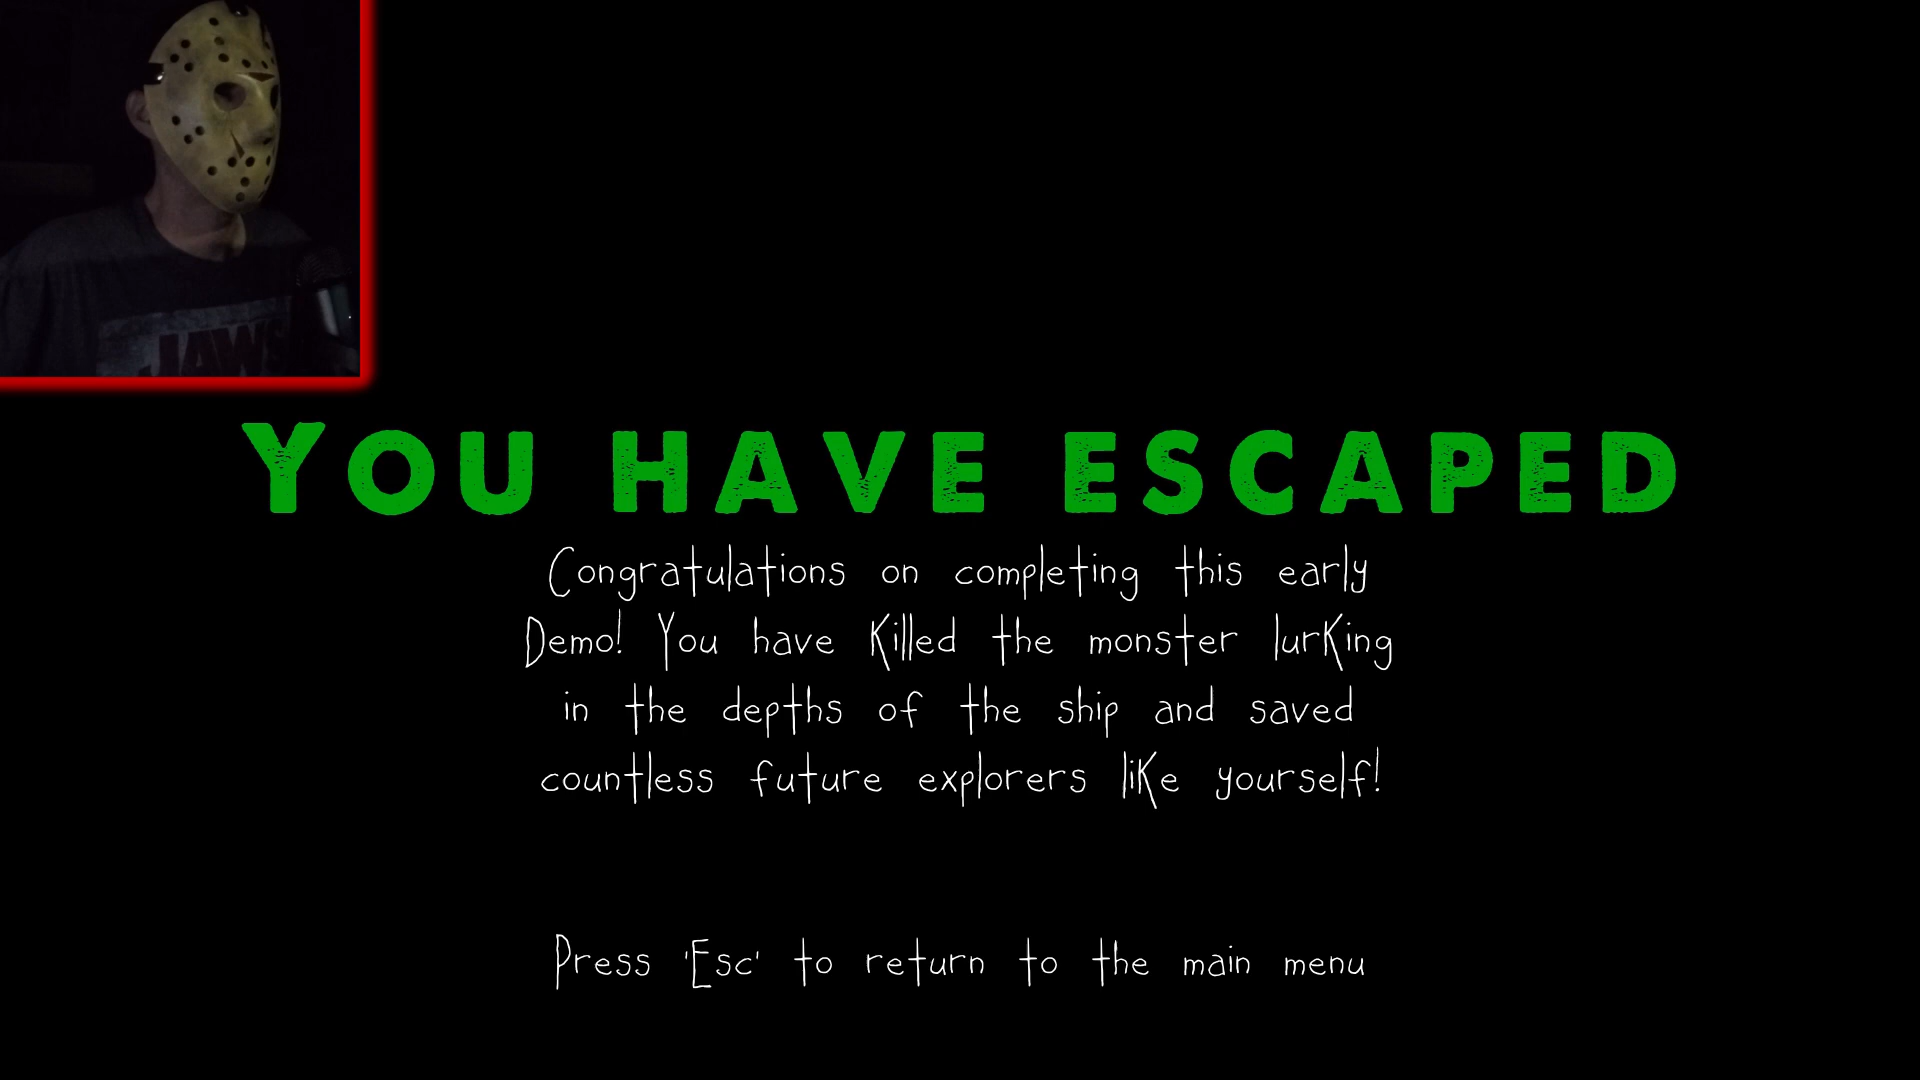 JAWS
YOU HAVE ESCAPED
Congratulations on completing this early
Demo! You have killed the monster lurking
in the depths of the ship and saved
countless future explorers like yourself!
Press 'Esc' to return to the main menu